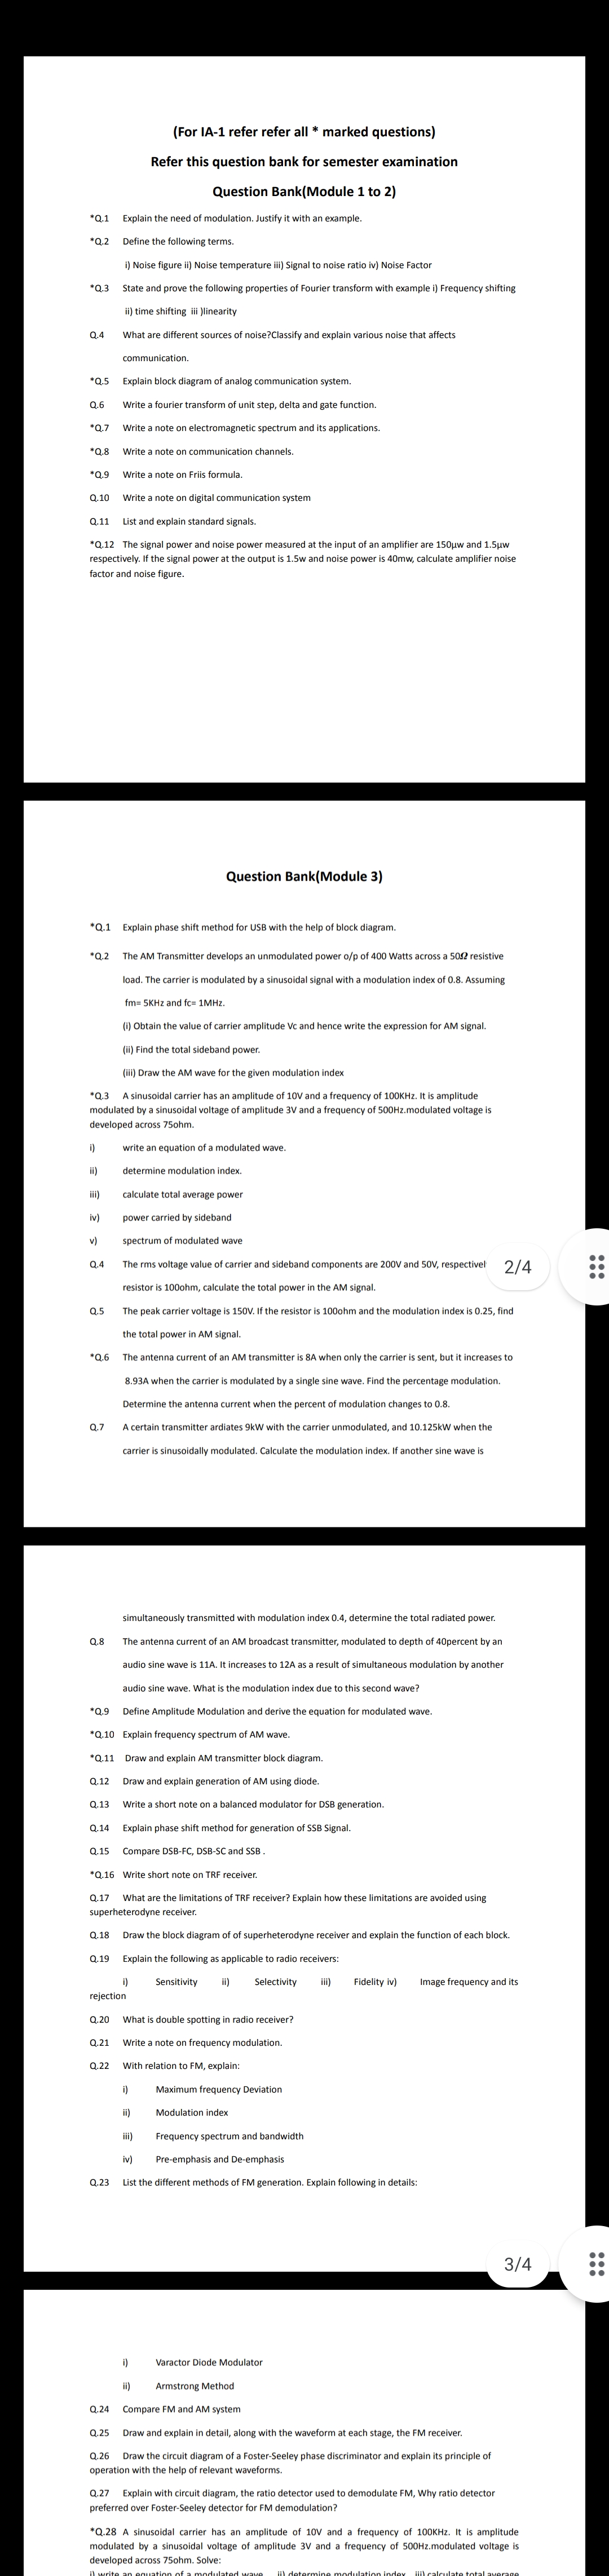 (For IA-1 refer refer all * marked questions)
Refer this question bank for semester examination
Question Bank(Module 1 to 2)
*Q.1 Explain the need of modulation. Justify it with an example.
*Q.2 Define the following terms.
i) Noise figure ii) Noise temperature iii) Signal to noise ratio iv) Noise Factor
*Q.3 State and prove the following properties of Fourier transform with example i) Frequency shifting
ii) time shifting iii )linearity
Q.4 What are different sources of noise?Classify and explain various noise that affects
communication.
*Q.5 Explain block diagram of analog communication system.
Q.6 Write a fourier transform of unit step, delta and gate function.
*Q.7 Write a note on electromagnetic spectrum and its applications.
*Q.8 Write a note on communication channels.
*Q.9 Write a note on Friis formula.
Q.10 Write a note on digital communication system
Q.11 List and explain standard signals.
*Q.12 The signal power and noise power measured at the input of an amplifier are 150µw and 1.5µw
respectively. If the signal power at the output is 1.5w and noise power is 40mw, calculate amplifier noise
factor and noise figure.
Question Bank(Module 3)
*Q.1 Explain phase shift method for USB with the help of block diagram.
*Q.2 The AM Transmitter develops an unmodulated power o/p of 400 Watts across a 50Ω resistive
load. The carrier is modulated by a sinusoidal signal with a modulation index of 0.8. Assuming
fm= 5KHz and fc= 1MHz.
(i) Obtain the value of carrier amplitude Vc and hence write the expression for AM signal.
(ii) Find the total sideband power.
(iii) Draw the AM wave for the given modulation index
*Q.3 A sinusoidal carrier has an amplitude of 10V and a frequency of 100KHz. It is amplitude
modulated by a sinusoidal voltage of amplitude 3V and a frequency of 500Hz.modulated voltage is
developed across 75ohm.
i) write an equation of a modulated wave.
ii) determine modulation index.
iii) calculate total average power
iv) power carried by sideband
v) spectrum of modulated wave
Q.4 The rms voltage value of carrier and sideband components are 200V and 50V, respectivel
2/4
resistor is 100ohm, calculate the total power in the AM signal.
Q.5 The peak carrier voltage is 150V. If the resistor is 100ohm and the modulation index is 0.25, find
the total power in AM signal.
*Q.6 The antenna current of an AM transmitter is 8A when only the carrier is sent, but it increases to
8.93A when the carrier is modulated by a single sine wave. Find the percentage modulation.
Determine the antenna current when the percent of modulation changes to 0.8.
Q.7 A certain transmitter ardiates 9kW with the carrier unmodulated, and 10.125kW when the
carrier is sinusoidally modulated. Calculate the modulation index. If another sine wave is
simultaneously transmitted with modulation index 0.4, determine the total radiated power.
Q.8 The antenna current of an AM broadcast transmitter, modulated to depth of 40percent by an
audio sine wave is 11A. It increases to 12A as a result of simultaneous modulation by another
audio sine wave. What is the modulation index due to this second wave?
*Q.9 Define Amplitude Modulation and derive the equation for modulated wave.
*Q.10 Explain frequency spectrum of AM wave.
*Q.11 Draw and explain AM transmitter block diagram.
Q.12 Draw and explain generation of AM using diode.
Q.13 Write a short note on a balanced modulator for DSB generation.
Q.14 Explain phase shift method for generation of SSB Signal.
Q.15 Compare DSB-FC, DSB-SC and SSB .
*Q.16 Write short note on TRF receiver.
Q.17 What are the limitations of TRF receiver? Explain how these limitations are avoided using
superheterodyne receiver.
Q.18 Draw the block diagram of of superheterodyne receiver and explain the function of each block.
Q.19 Explain the following as applicable to radio receivers:
i) Sensitivity ii) Selectivity iii) Fidelity iv) Image frequency and its
rejection
Q.20 What is double spotting in radio receiver?
Q.21 Write a note on frequency modulation.
Q.22 With relation to FM, explain:
i) Maximum frequency Deviation
ii) Modulation index
iii) Frequency spectrum and bandwidth
iv) Pre-emphasis and De-emphasis
Q.23 List the different methods of FM generation. Explain following in details:
3/4
i) Varactor Diode Modulator
ii) Armstrong Method
Q.24 Compare FM and AM system
Q.25 Draw and explain in detail, along with the waveform at each stage, the FM receiver.
Q.26 Draw the circuit diagram of a Foster-Seeley phase discriminator and explain its principle of
operation with the help of relevant waveforms.
Q.27 Explain with circuit diagram, the ratio detector used to demodulate FM, Why ratio detector
preferred over Foster-Seeley detector for FM demodulation?
*Q.28 A sinusoidal carrier has an amplitude of 10V and a frequency of 100KHz. It is amplitude
modulated by a sinusoidal voltage of amplitude 3V and a frequency of 500Hz.modulated voltage is
developed across 75ohm. Solve:
i) write an equation of a modulated wave ii) determine modulation index iii) calculate total average